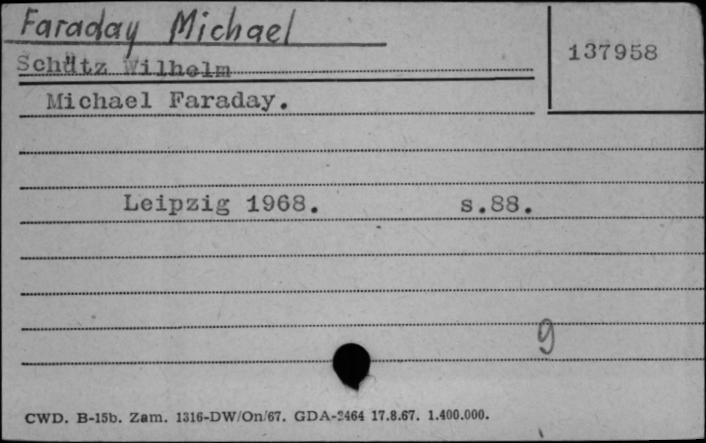 Faraday Michael
137958
Schütz Wilhelm
Michael Faraday.
Leipzig 1968. s.88.
9
CWD. B-15b. Zam. 1316-DW/On/67. GDA-2464 17.8.67. 1.400.000.